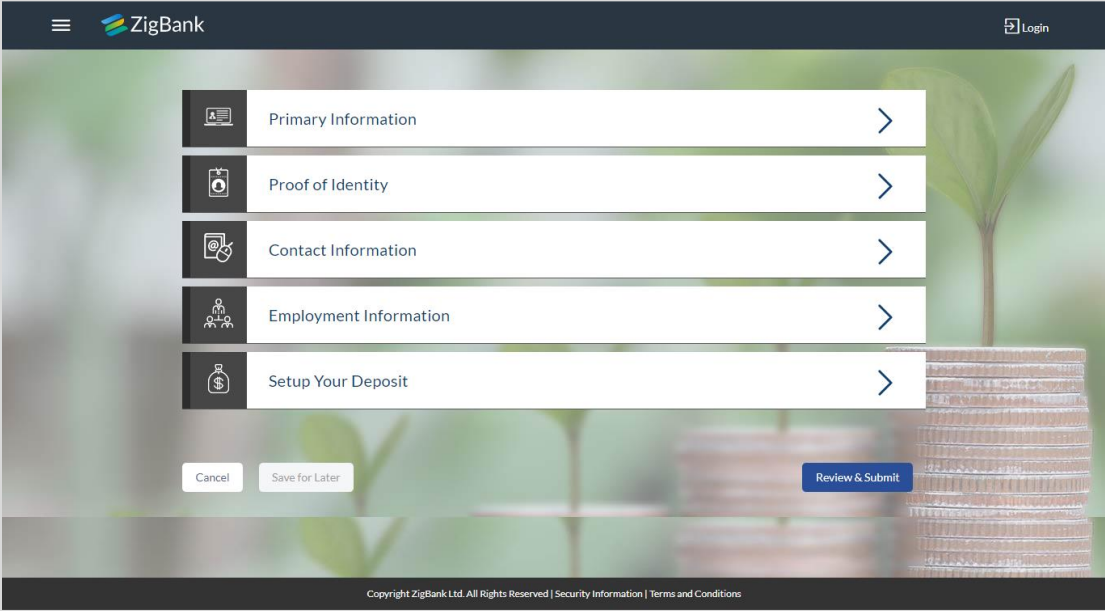 ZigBank
Login
Primary Information
Proof of Identity
Contact Information
Employment Information
Setup Your Deposit
Cancel
Save for Later
Review & Submit
Copyright ZigBank Ltd. All Rights Reserved | Security Information | Terms and Conditions